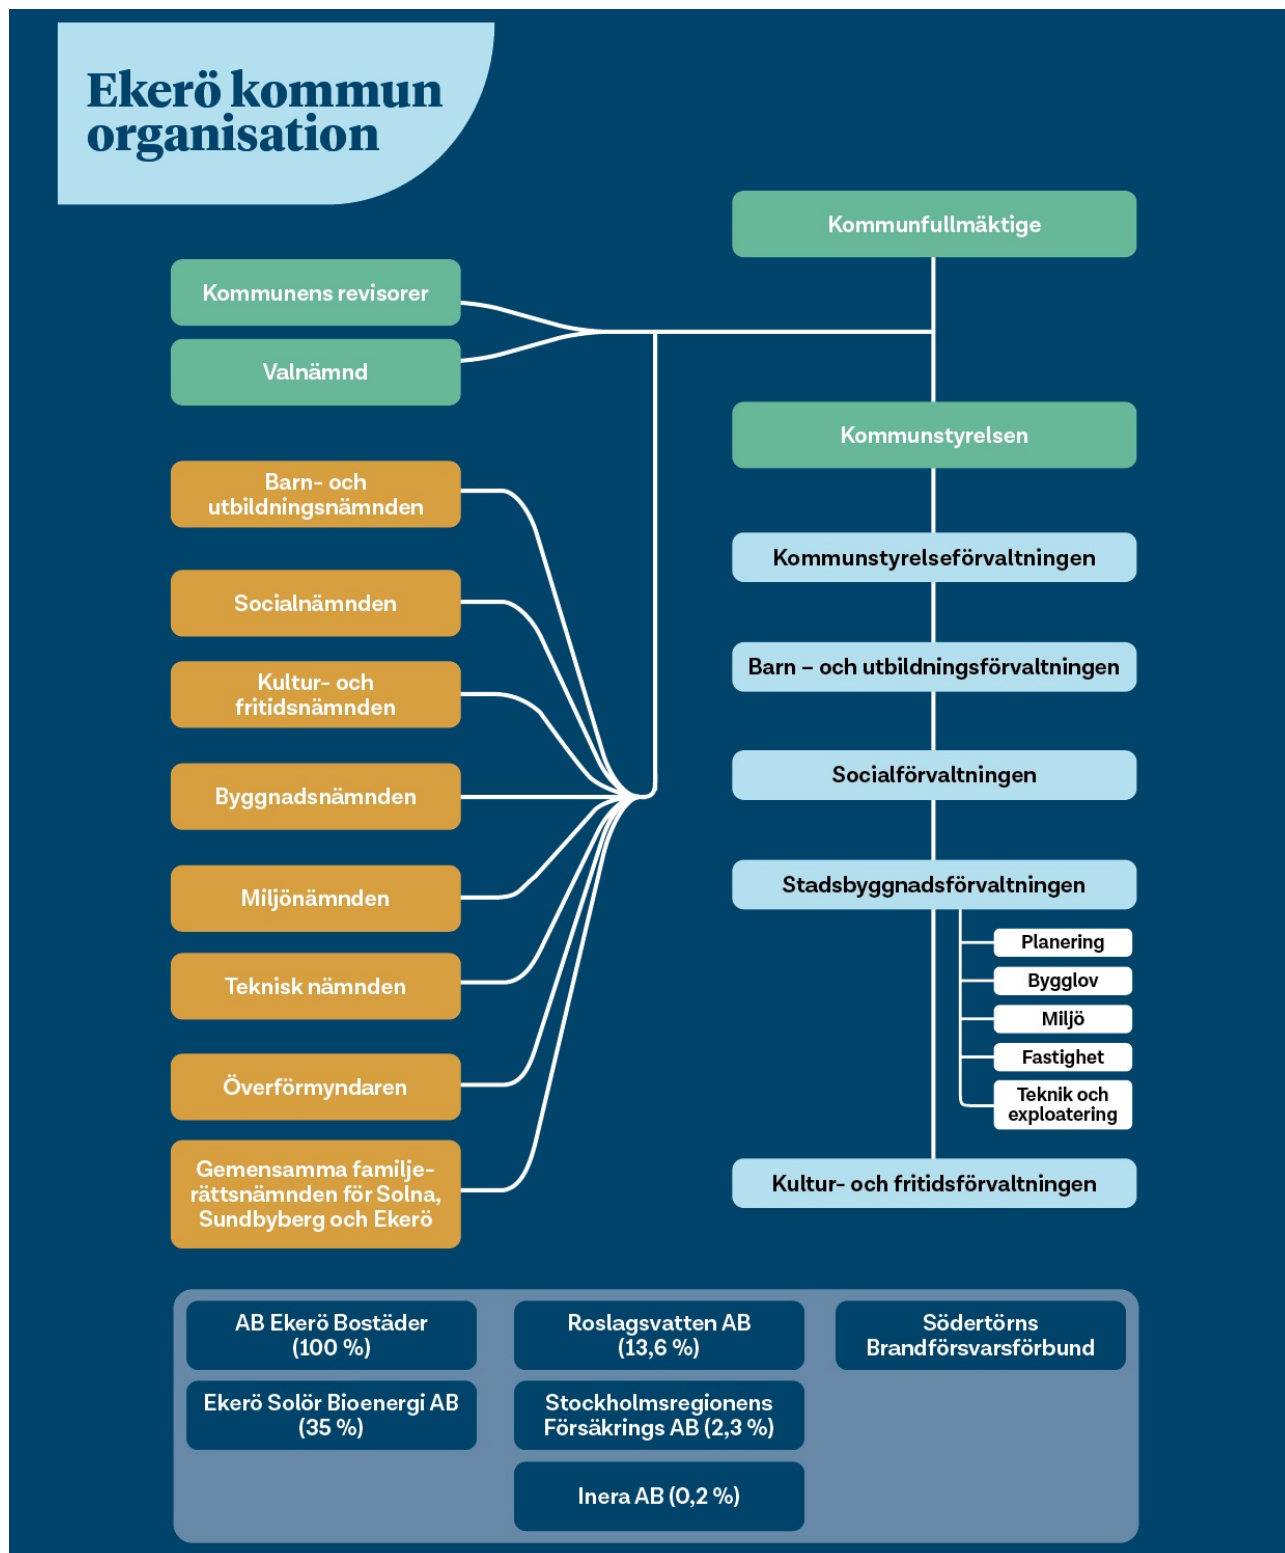 Ekerö kommun
organisation
Kommunfullmäktige
Kommunens revisorer
Valnämnd
Kommunstyrelsen
Barn- och
utbildningsnämnden
Socialnämnden
Kultur- och
fritidsnämnden
Byggnadsnämnden
Miljönämnden
Teknisk nämnden
Överförmyndaren
Gemensamma familje-
rättsnämnden för Solna,
Sundbyberg och Ekerö
Kommunstyrelseförvaltningen
Barn – och utbildningsförvaltningen
Socialförvaltningen
Stadsbyggnadsförvaltningen
Planering
Bygglov
Miljö
Fastighet
Teknik och
exploatering
Kultur- och fritidsförvaltningen
AB Ekerö Bostäder
(100 %)
Ekerö Solör Bioenergi AB
(35 %)
Roslagsvatten AB
(13,6 %)
Stockholmsregionens
Försäkrings AB (2,3 %)
Inera AB (0,2 %)
Södertörns
Brandförsvarsförbund